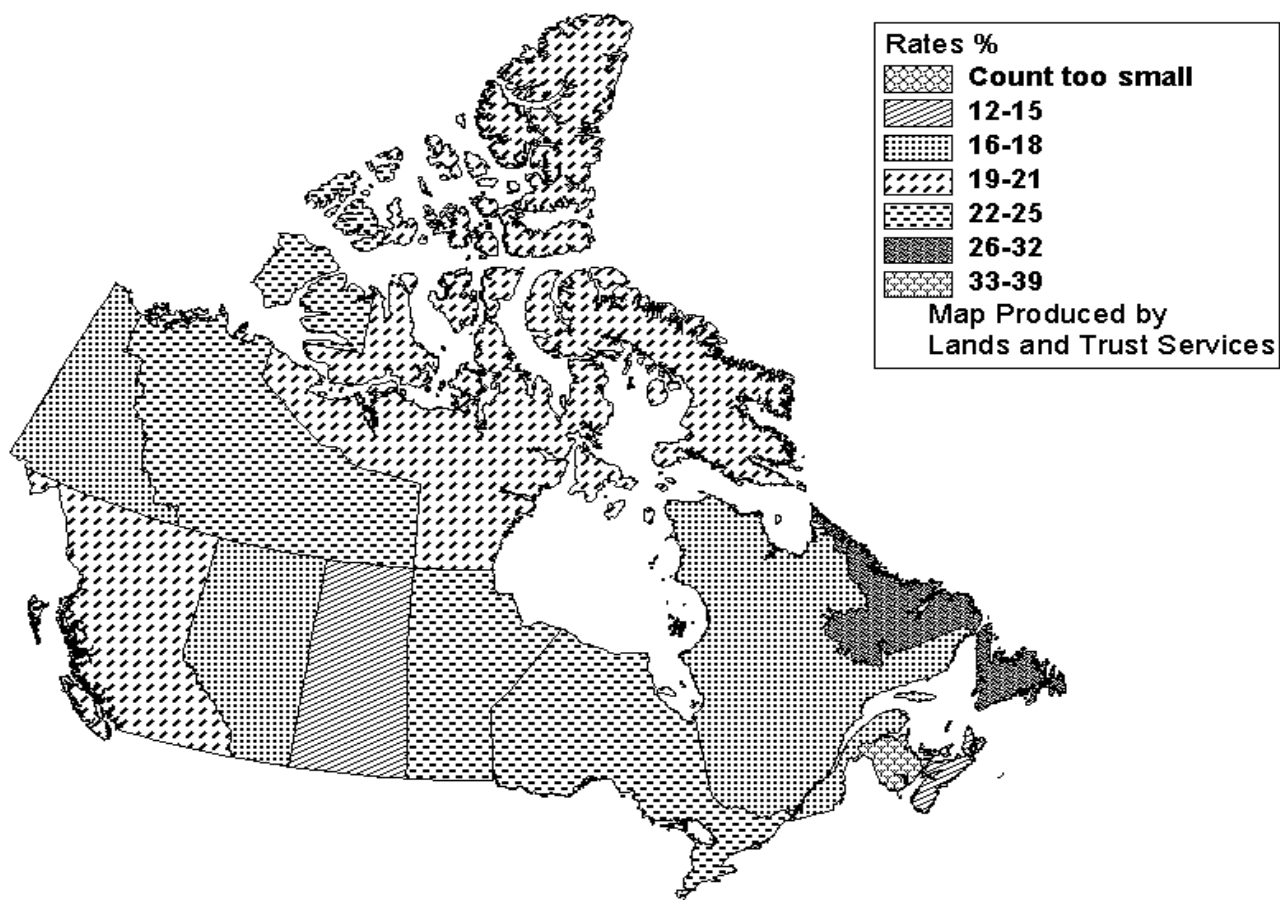 Rates %
Count too small
12-15
16-18
19-21
22-25
26-32
33-39
Map Produced by
Lands and Trust Services